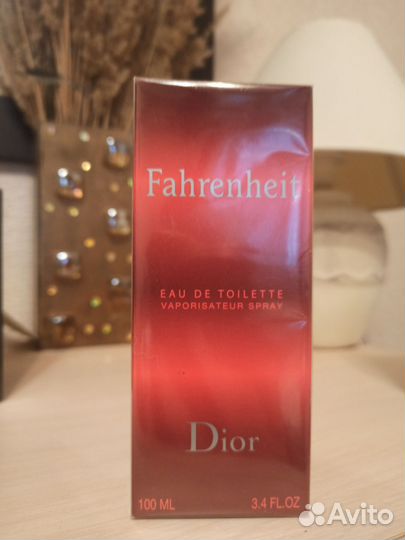 Fahrenheit
EAU DE TOILETTE
VAPORISATEUR SPRAY
Dior
100 ML 3.4 FL.OZ
Avito